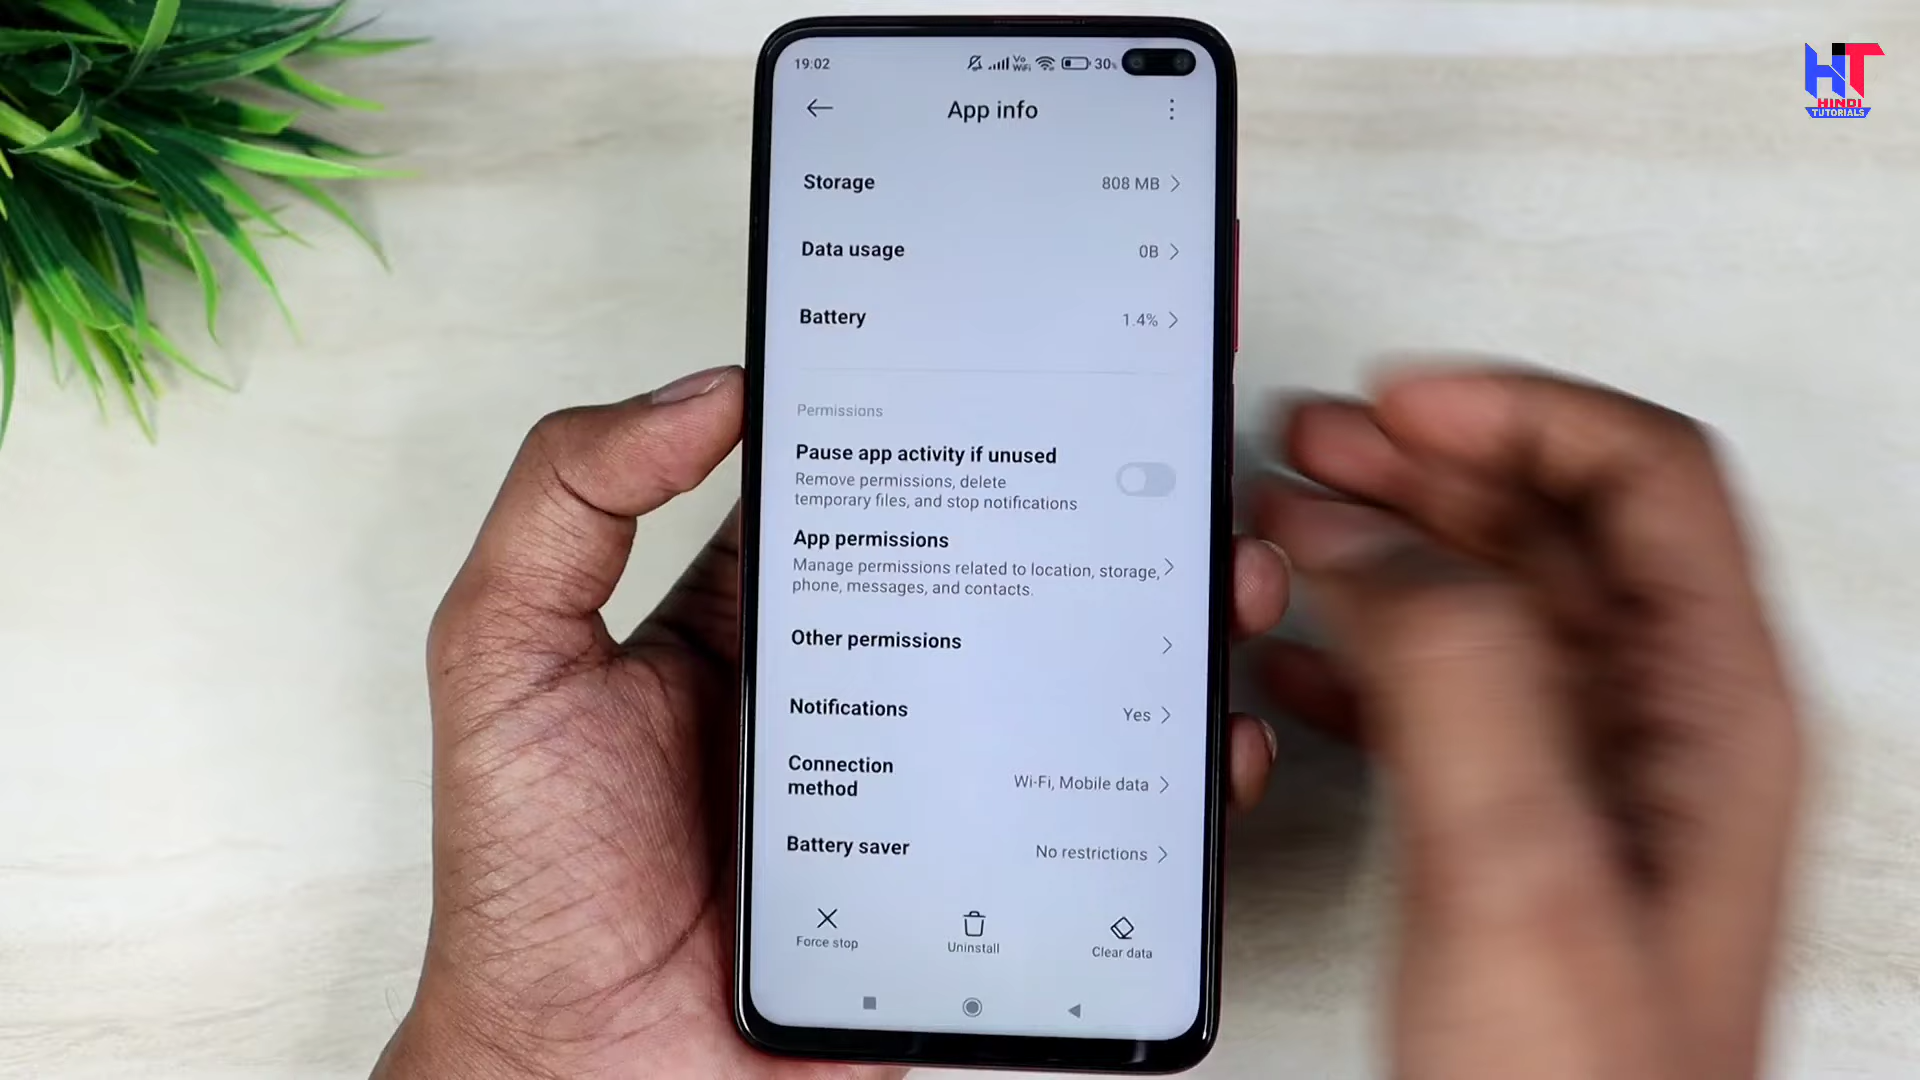 19:02
Vo
WiFi
30%
App info
Storage
808 MB
Data usage
0B
Battery
1.4%
Permissions
Pause app activity if unused
Remove permissions, delete
temporary files, and stop notifications
App permissions
Manage permissions related to location, storage,
phone, messages, and contacts.
Other permissions
Notifications
Yes
Connection
method
Wi-Fi, Mobile data
Battery saver
No restrictions
Force stop
Uninstall
Clear data
HT
HINDI
TUTORIALS